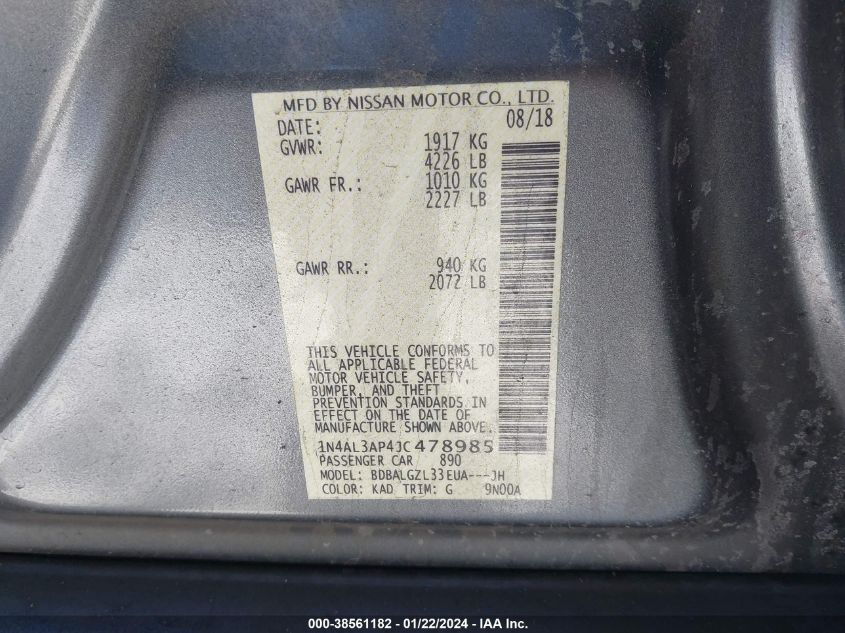 MFD BY NISSAN MOTOR CO., LTD.
DATE: 08/18
GVWR: 1917 KG
4226 LB
GAWR FR.: 1010 KG
2227 LB
GAWR RR.: 940 KG
2072 LB
THIS VEHICLE CONFORMS TO
ALL APPLICABLE FEDERAL
MOTOR VEHICLE SAFETY,
BUMPER, AND THEFT
PREVENTION STANDARDS IN
EFFECT ON THE DATE OF
MANUFACTURE SHOWN ABOVE.
1N4AL3AP4JC478985
PASSENGER CAR 890
MODEL: BDBALGZL33EUA---JH
COLOR: KAD TRIM: G 9N00A
000-38561182 - 01/22/2024 - IAA Inc.